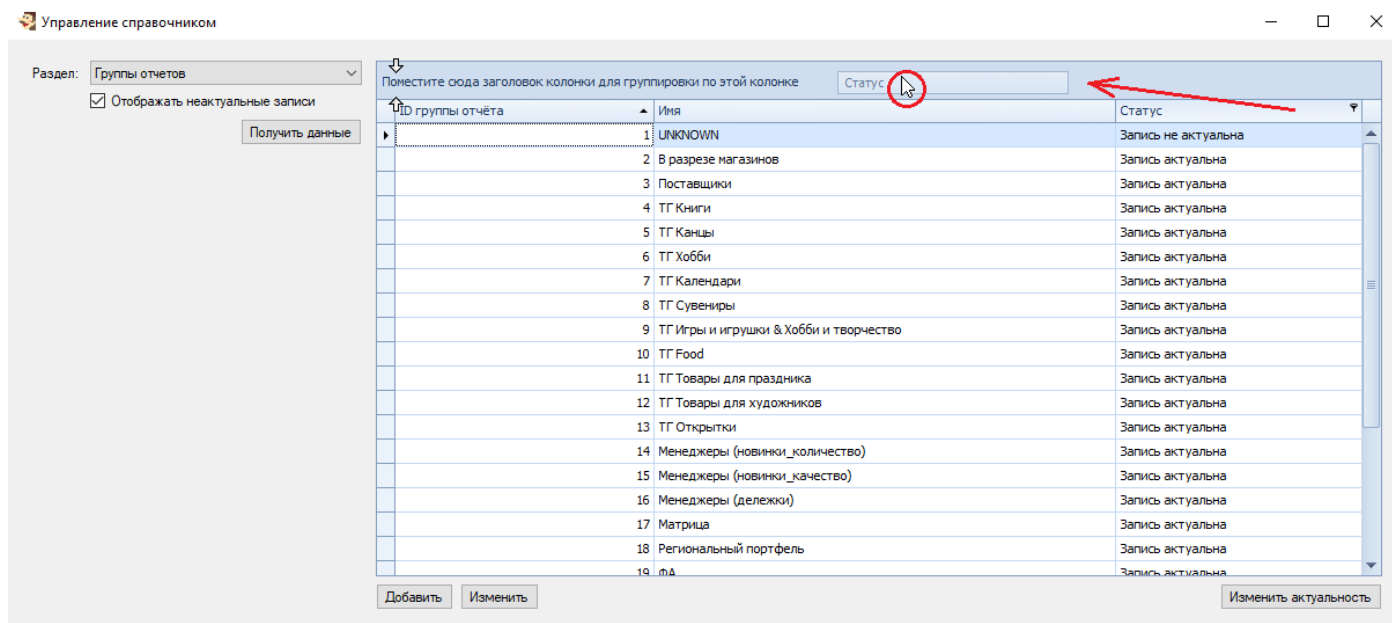 Управление справочником
Раздел: Группы отчетов
Отображать неактуальные записи
Получить данные
Поместите сюда заголовок колонки для группировки по этой колонке Статус
ID группы отчёта Имя Статус
1 UNKNOWN Запись не актуальна
2 В разрезе магазинов Запись актуальна
3 Поставщики Запись актуальна
4 ТГ Книги Запись актуальна
5 ТГ Канцы Запись актуальна
6 ТГ Хобби Запись актуальна
7 ТГ Календари Запись актуальна
8 ТГ Сувениры Запись актуальна
9 ТГ Игры и игрушки & Хобби и творчество Запись актуальна
10 ТГ Food Запись актуальна
11 ТГ Товары для праздника Запись актуальна
12 ТГ Товары для художников Запись актуальна
13 ТГ Открытки Запись актуальна
14 Менеджеры (новинки_количество) Запись актуальна
15 Менеджеры (новинки_качество) Запись актуальна
16 Менеджеры (дележки) Запись актуальна
17 Матрица Запись актуальна
18 Региональный портфель Запись актуальна
19 ФА Запись актуальна
Добавить Изменить Изменить актуальность